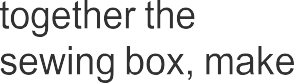 together the
sewing box, make